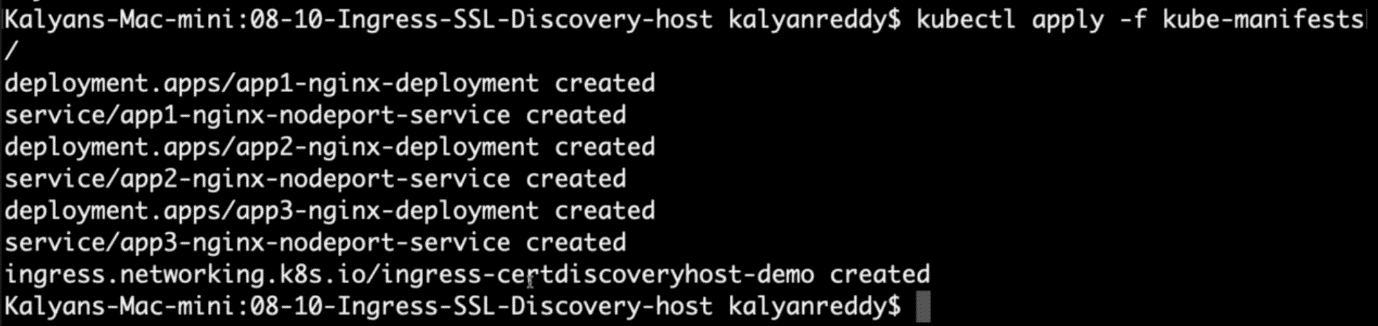 Kalyans-Mac-mini:08-10-Ingress-SSL-Discovery-host kalyanreddy$ kubectl apply -f kube-manifests
/
deployment.apps/app1-nginx-deployment created
service/app1-nginx-nodeport-service created
deployment.apps/app2-nginx-deployment created
service/app2-nginx-nodeport-service created
deployment.apps/app3-nginx-deployment created
service/app3-nginx-nodeport-service created
ingress.networking.k8s.io/ingress-certdiscoveryhost-demo created
Kalyans-Mac-mini:08-10-Ingress-SSL-Discovery-host kalyanreddy$